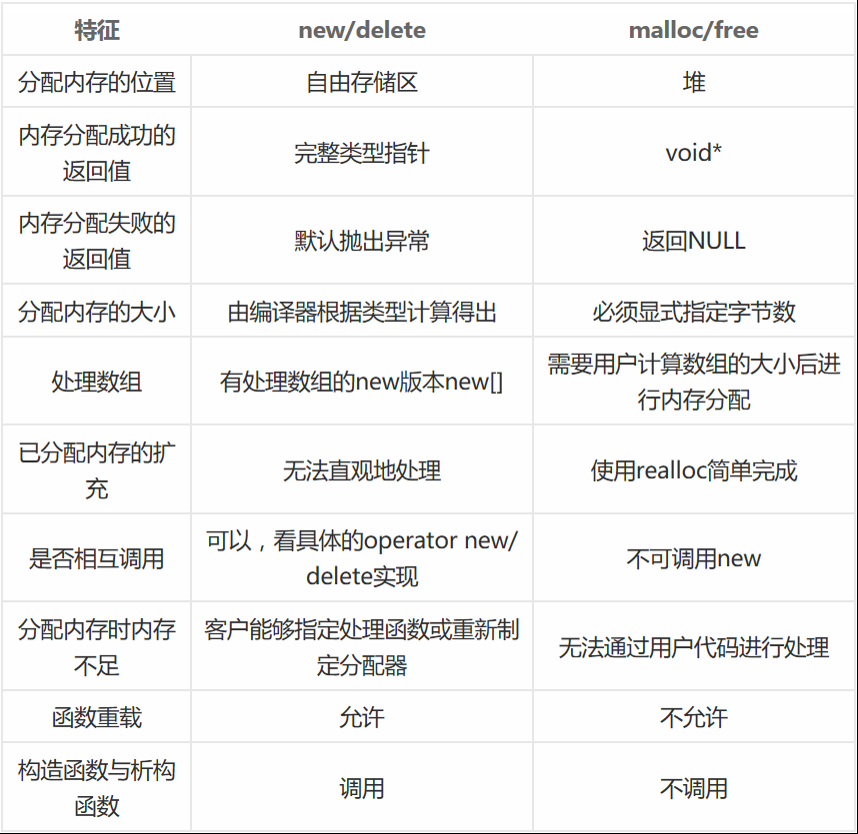 特征 new/delete malloc/free
分配内存的位置 自由存储区 堆
内存分配成功的
返回值
完整类型指针
void*
内存分配失败的
返回值
默认抛出异常
返回NULL
分配内存的大小 由编译器根据类型计算得出 必须显式指定字节数
处理数组
有处理数组的new版本new[]
需要用户计算数组的大小后进
行内存分配
已分配内存的扩
充
无法直观地处理
使用realloc简单完成
是否相互调用
可以，看具体的operator new/
delete实现
不可调用new
分配内存时内存
不足
客户能够指定处理函数或重新制
定分配器
无法通过用户代码进行处理
函数重载 允许 不允许
构造函数与析构
函数
调用
不调用